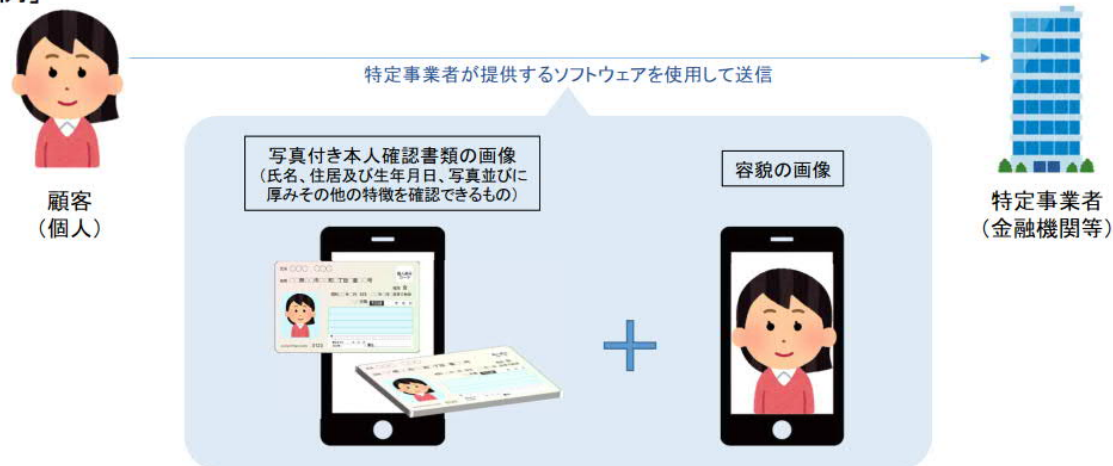 特定事業者が提供するソフトウェアを使用して送信
写真付き本人確認書類の画像
（氏名、住居及び生年月日、写真並びに
厚みその他の特徴を確認できるもの）
容貌の画像
顧客
（個人）
特定事業者
（金融機関等）